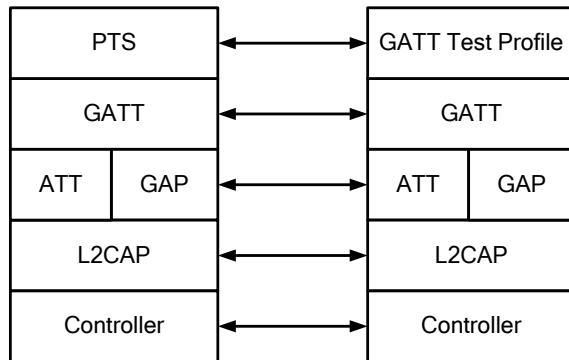 PTS
GATT Test Profile
GATT
GATT
ATT
GAP
ATT
GAP
L2CAP
L2CAP
Controller
Controller